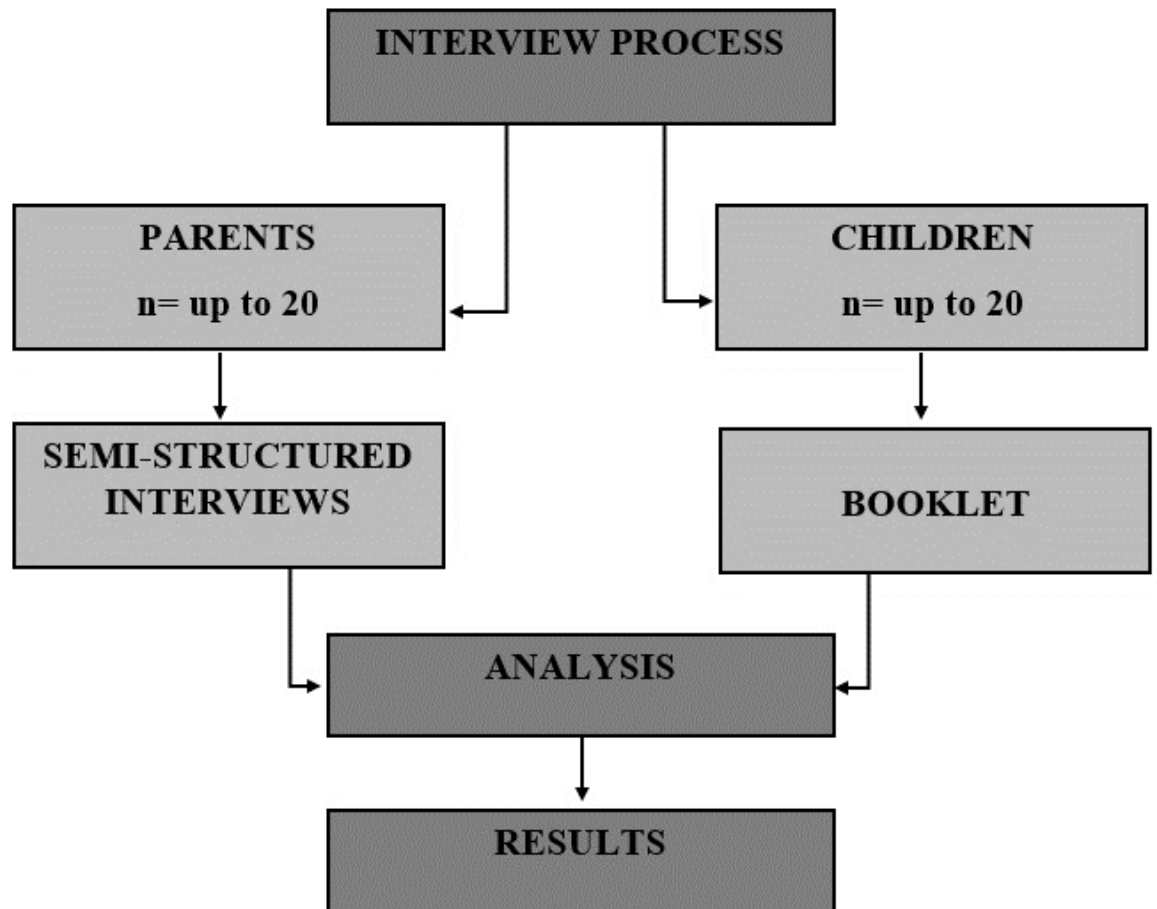 INTERVIEW PROCESS
PARENTS
n= up to 20
CHILDREN
n= up to 20
SEMI-STRUCTURED
INTERVIEWS
BOOKLET
ANALYSIS
RESULTS